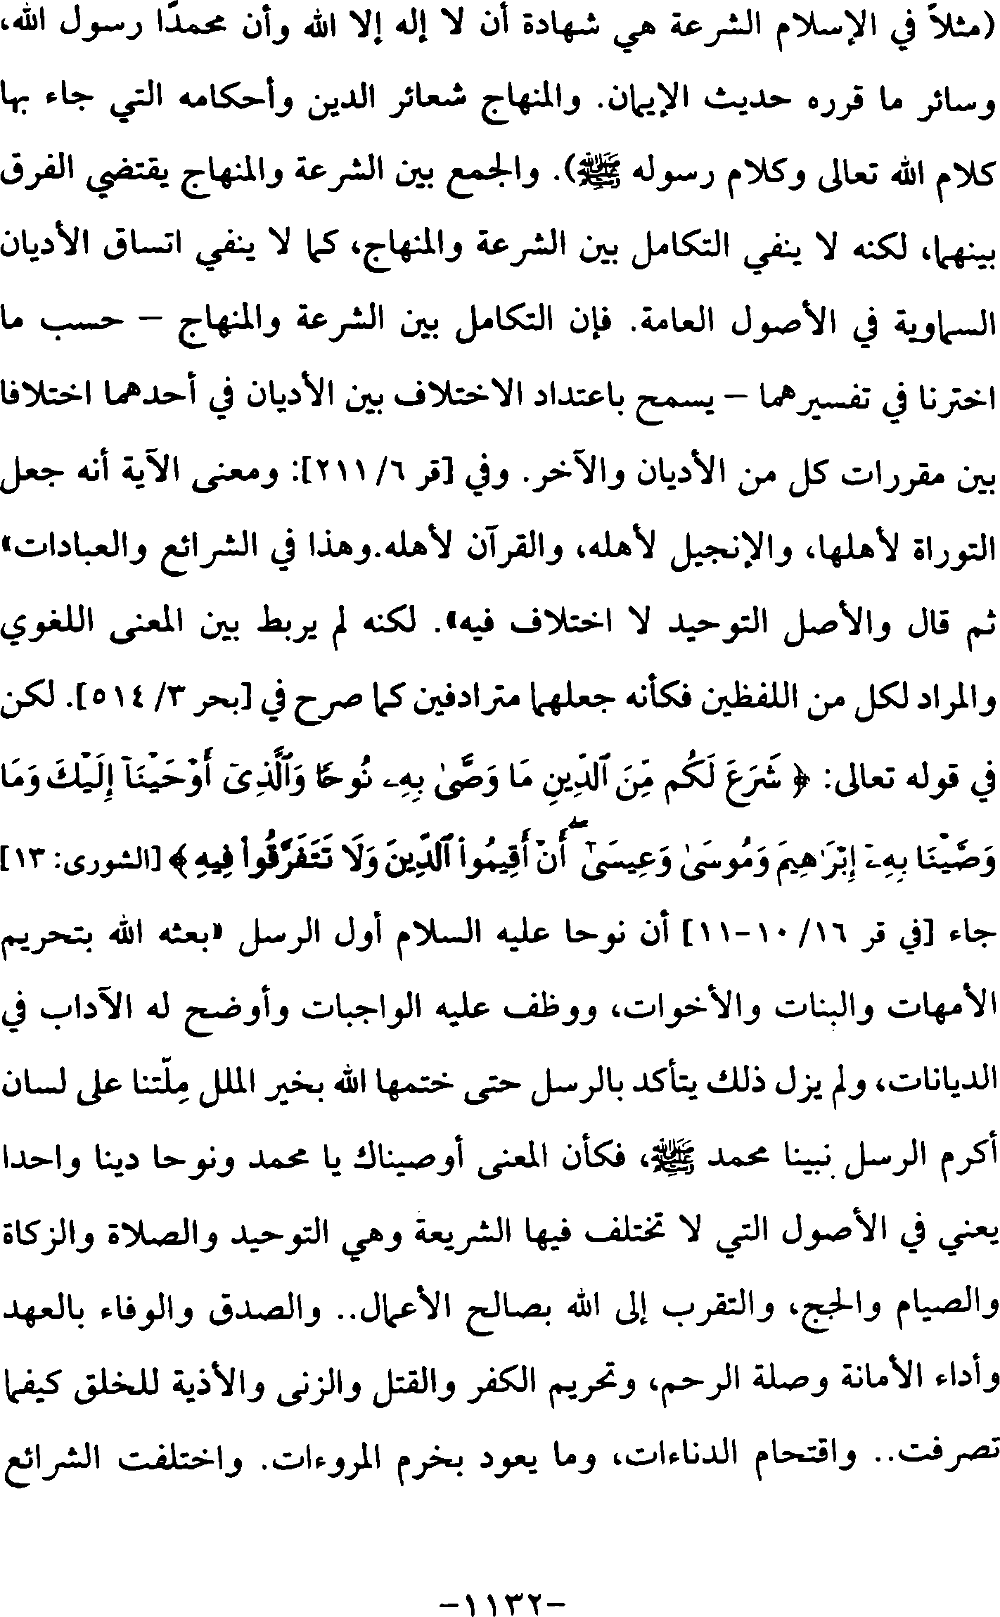 (مثلاً في الإسلام الشرعة هي شهادة أن لا إله إلا الله وأن محمدًا رسول الله،
وسائر ما قرره حديث الإيمان. والمنهاج شعائر الدين وأحكامه التي جاء بها
كلام الله تعالى وكلام رسوله ﷺ). والجمع بين الشرعة والمنهاج يقتضي الفرق
بينهما، لكنه لا ينفي التكامل بين الشرعة والمنهاج، كما لا ينفي اتساق الأديان
السماوية في الأصول العامة. فإن التكامل بين الشرعة والمنهاج – حسب ما
اخترنا في تفسيرهما – يسمح باعتداد الاختلاف بين الأديان في أحدهما اختلافا
بين مقررات كل من الأديان والآخر. وفي [قر ٦/ ٢١١]: ومعنى الآية أنه جعل
التوراة لأهلها، والإنجيل لأهله، والقرآن لأهله.وهذا في الشرائع والعبادات»
ثم قال والأصل التوحيد لا اختلاف فيه». لكنه لم يربط بين المعنى اللغوي
والمراد لكل من اللفظين فكأنه جعلهما مترادفين كما صرح في [بحر ٣/ ٥١٤]. لكن
في قوله تعالى: ﴿ شَرَعَ لَكُم مِّنَ ٱلدِّينِ مَا وَصَّىٰ بِهِۦ نُوحًا وَٱلَّذِىٓ أَوْحَيْنَآ إِلَيْكَ وَمَا
وَصَّيْنَا بِهِۦٓ إِبْرَٰهِيمَ وَمُوسَىٰ وَعِيسَىٰٓ ۖ أَنْ أَقِيمُوا۟ ٱلدِّينَ وَلَا تَتَفَرَّقُوا۟ فِيهِ ﴾ [الشورى: ١٣]
جاء [في قر ١٦/ ١٠-١١] أن نوحا عليه السلام أول الرسل «بعثه الله بتحريم
الأمهات والبنات والأخوات، ووظف عليه الواجبات وأوضح له الآداب في
الديانات، ولم يزل ذلك يتأكد بالرسل حتى ختمها الله بخير الملل مِلّتنا على لسان
أكرم الرسل نبينا محمد ﷺ، فكأن المعنى أوصيناك يا محمد ونوحا دينا واحدا
يعني في الأصول التي لا تختلف فيها الشريعة وهي التوحيد والصلاة والزكاة
والصيام والحج، والتقرب إلى الله بصالح الأعمال.. والصدق والوفاء بالعهد
وأداء الأمانة وصلة الرحم، وتحريم الكفر والقتل والزنى والأذية للخلق كيفما
تصرفت.. واقتحام الدناءات، وما يعود بخرم المروءات. واختلفت الشرائع
-١١٣٢-